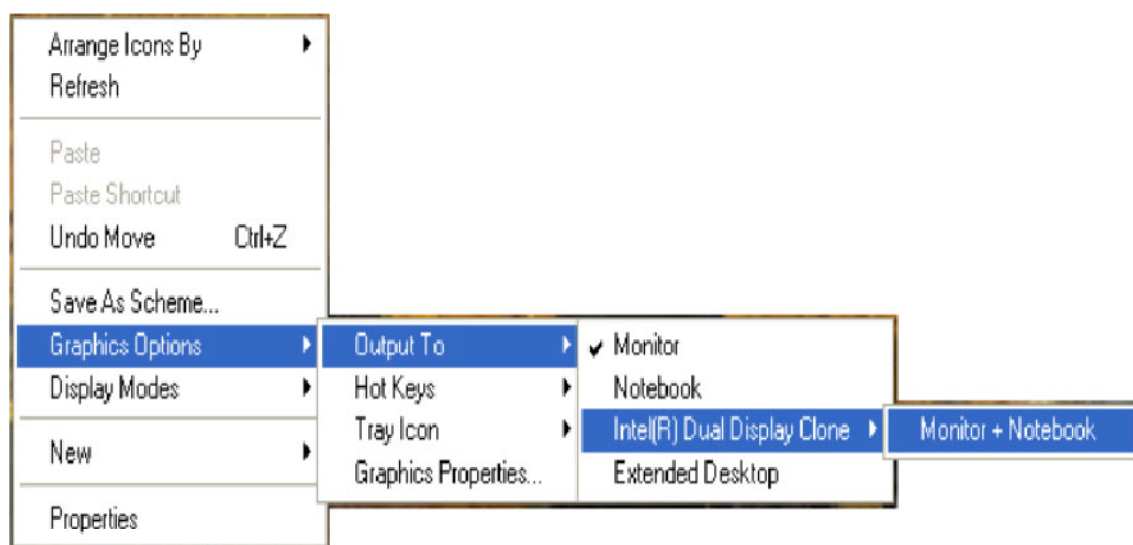 Arrange Icons By
Refresh
Paste
Paste Shortcut
Undo Move Ctrl+Z
Save As Scheme...
Graphics Options
Display Modes
New
Properties
Output To
Hot Keys
Tray Icon
Graphics Properties...
Monitor
Notebook
Intel(R) Dual Display Clone
Extended Desktop
Monitor + Notebook